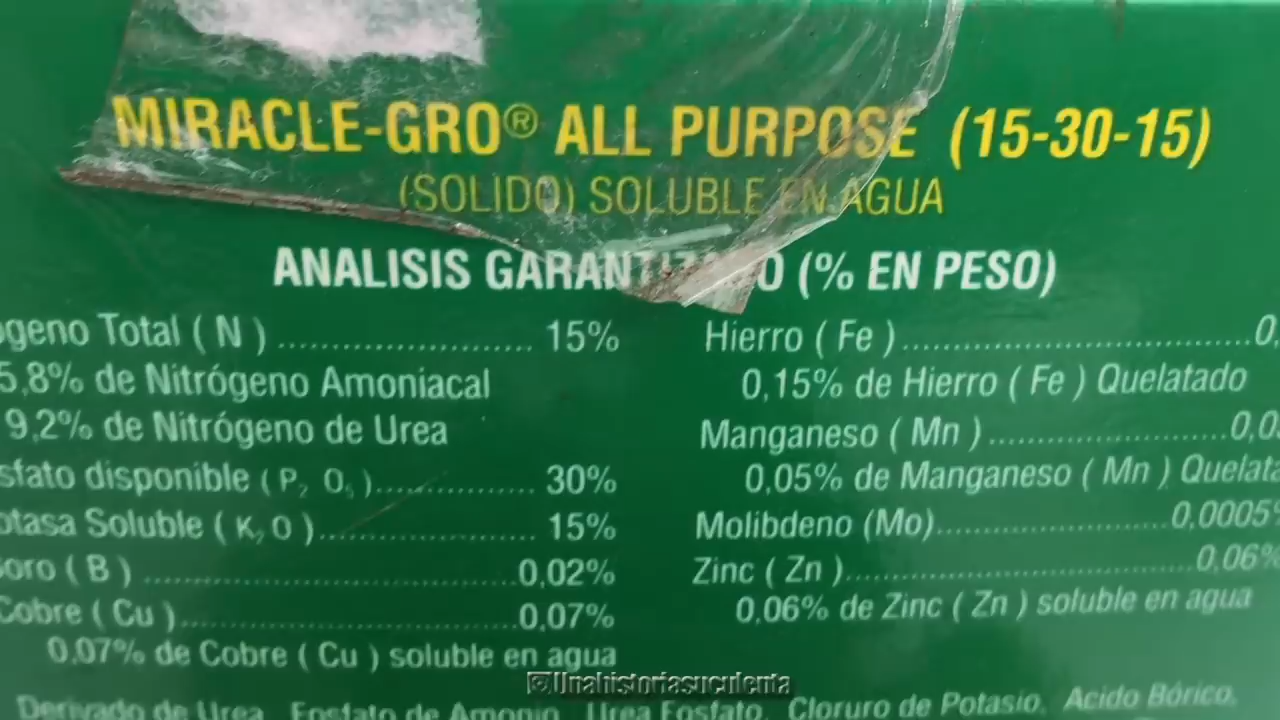 MIRACLE-GRO® ALL PURPOSE (15-30-15)
(SOLIDO) SOLUBLE EN AGUA
ANALISIS GARANTIZADO (% EN PESO)
ogeno Total ( N ) ................................ 15%
5,8% de Nitrógeno Amoniacal
9,2% de Nitrógeno de Urea
sfato disponible ( P₂ O₅ ).................... 30%
otasa Soluble ( K₂ O ).......................... 15%
oro ( B ) ............................................0,02%
Cobre ( Cu )........................................0,07%
0,07% de Cobre ( Cu ) soluble en agua
Hierro ( Fe )..........................................0,
0,15% de Hierro ( Fe ) Quelatado
Manganeso ( Mn )..............................0,0
0,05% de Manganeso ( Mn ) Quelata
Molibdeno (Mo).............................0.0005%
Zinc ( Zn )..........................................0,06%
0,06% de Zinc ( Zn ) soluble en agua
Derivado de Urea, Fosfato de Amonio, Urea Fosfato, Cloruro de Potasio, Acido Bórico,
@Unahistoriasuculenta